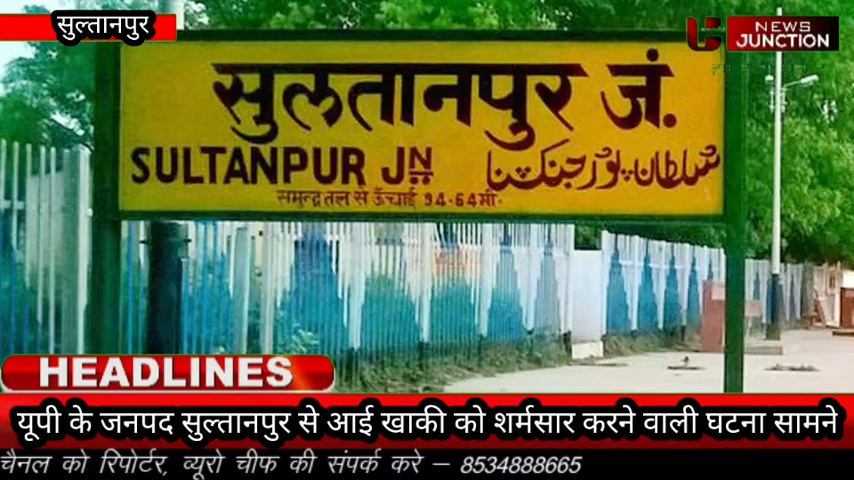 सुल्तानपुर
NEWS
JUNCTION
सुलतानपुर जं.
SULTANPUR JN
سلطان پور جنکشن
समुन्द्र तल से ऊँचाई 94.64 मी.
HEADLINES
यूपी के जनपद सुल्तानपुर से आई खाकी को शर्मसार करने वाली घटना सामने
चैनल को रिपोर्टर, व्यूरो चीफ की संपर्क करे – 8534888665